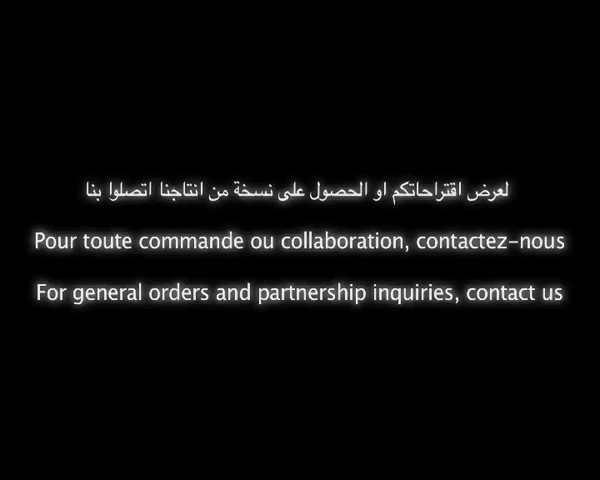 لعرض اقتراحاتكم او الحصول على نسخة من انتاجنا اتصلوا بنا
Pour toute commande ou collaboration, contactez-nous
For general orders and partnership inquiries, contact us